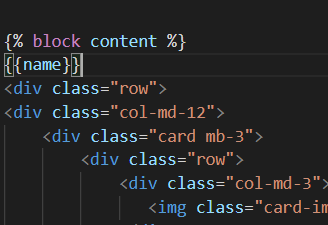 {% block content %}
{{name}}
<div class="row">
<div class="col-md-12">
<div class="card mb-3">
<div class="row">
<div class="col-md-3">
<img class="card-im